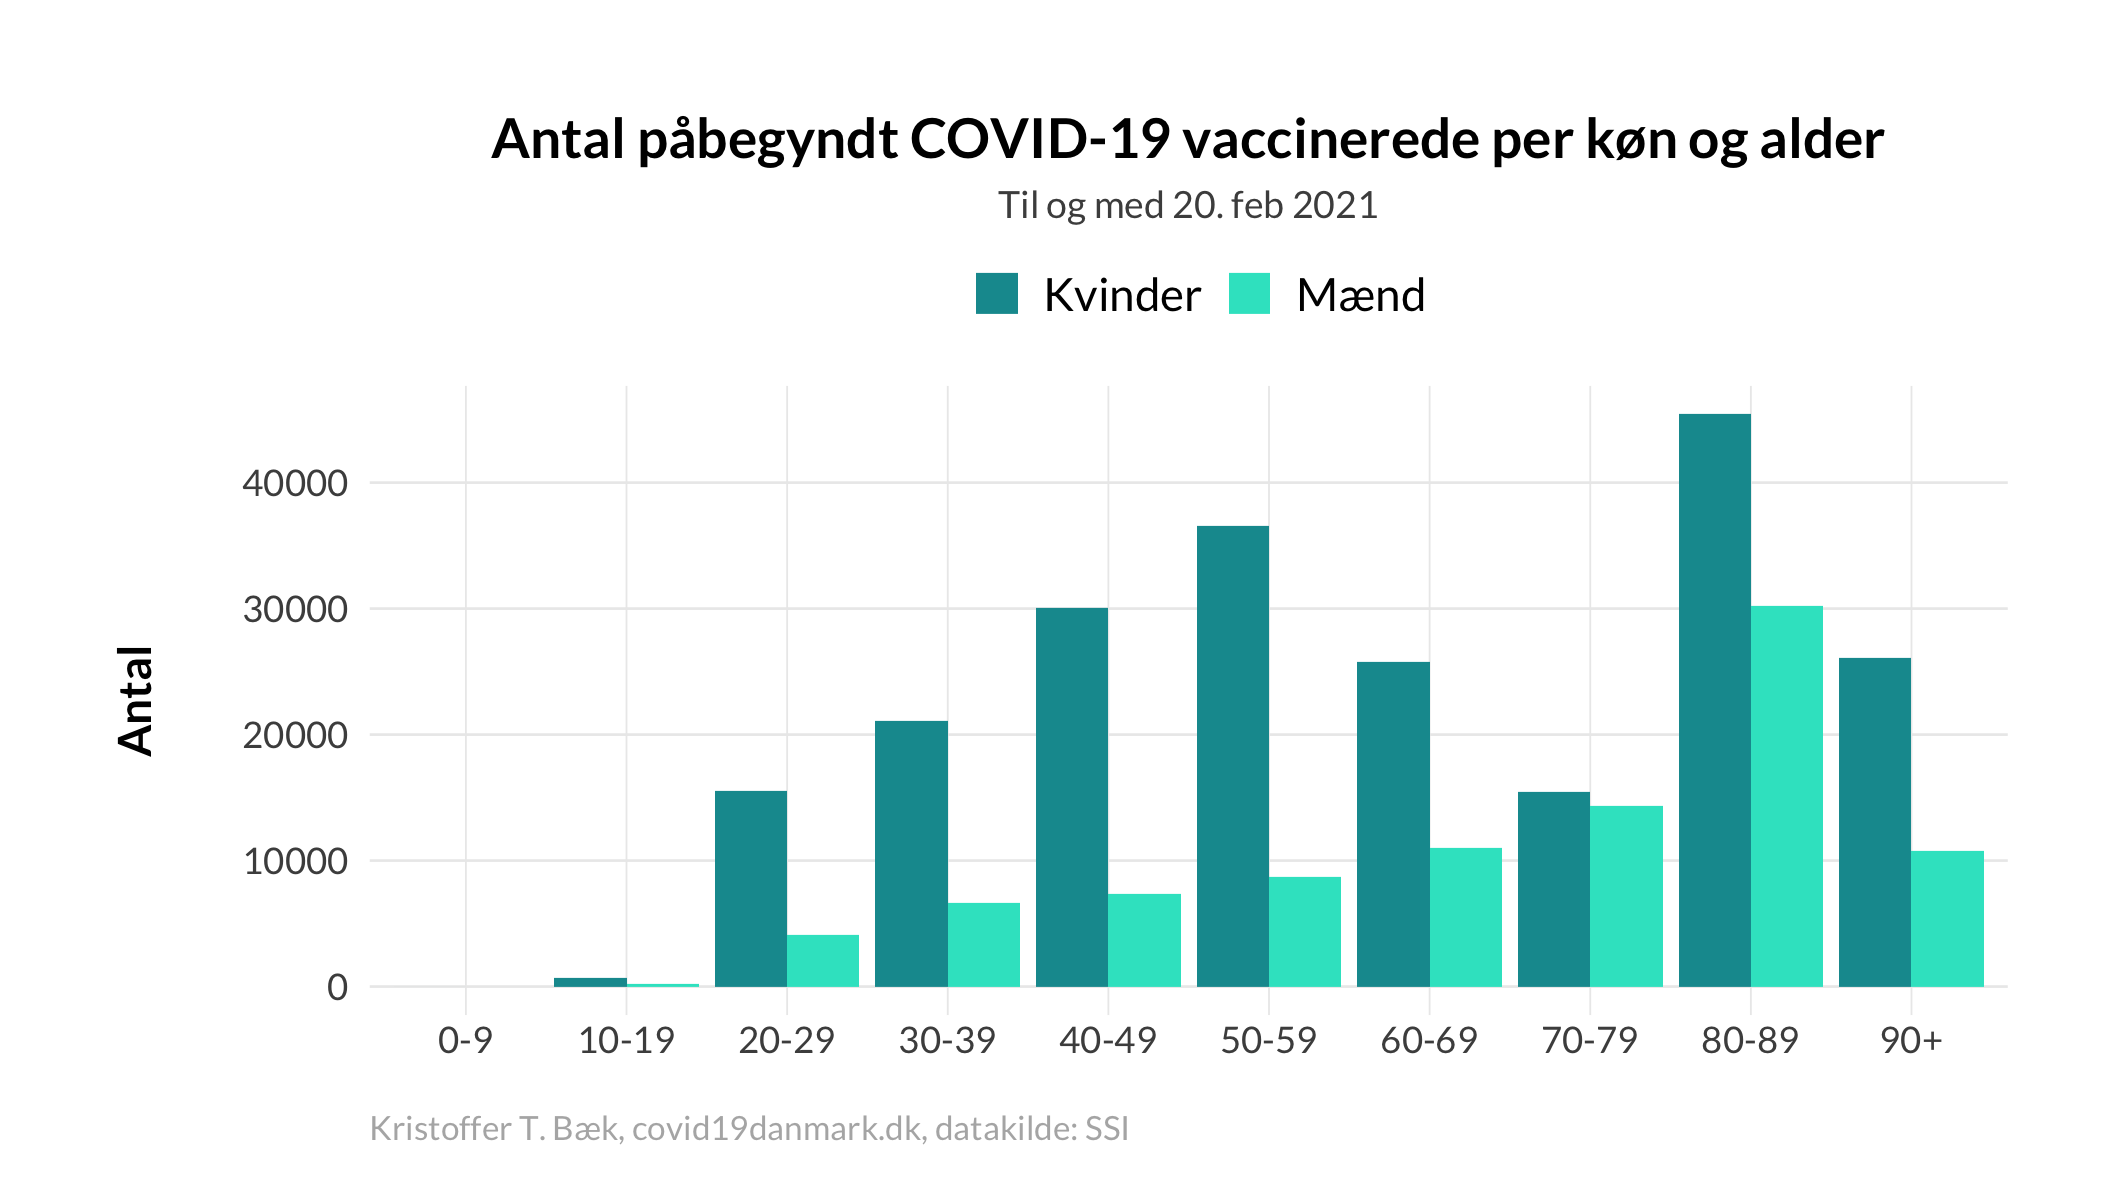 Antal påbegyndt COVID-19 vaccinerede per køn og alder
Til og med 20. feb 2021
Kvinder Mænd
Antal
40000
30000
20000
10000
0
0-9 10-19 20-29 30-39 40-49 50-59 60-69 70-79 80-89 90+
Kristoffer T. Bæk, covid19danmark.dk, datakilde: SSI